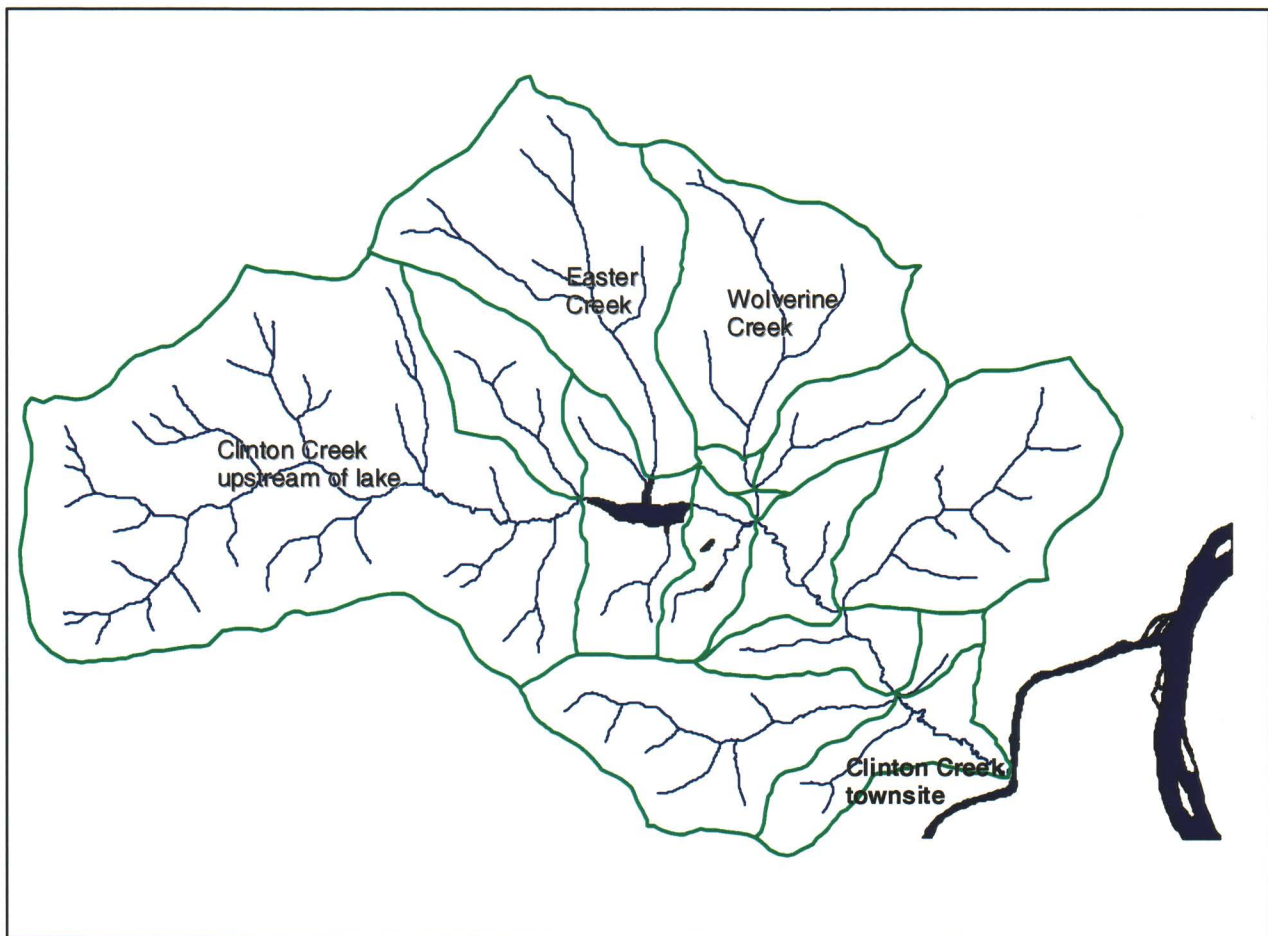 Easter
Creek
Wolverine
Creek
Clinton Creek
upstream of lake
Clinton Creek
townsite